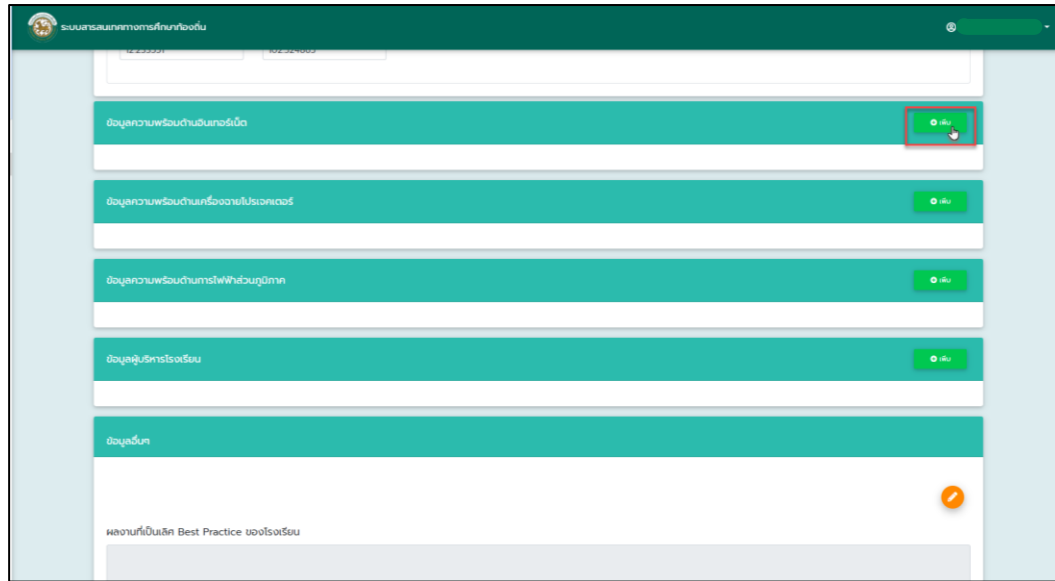 ระบบสารสนเทศทางการศึกษาท้องถิ่น
ข้อมูลความพร้อมด้านอินเทอร์เน็ต
เพิ่ม
ข้อมูลความพร้อมด้านเครื่องฉายโปรเจคเตอร์
เพิ่ม
ข้อมูลความพร้อมด้านการไฟฟ้าส่วนภูมิภาค
เพิ่ม
ข้อมูลผู้บริหารโรงเรียน
เพิ่ม
ข้อมูลอื่นๆ
ผลงานที่เป็นเลิศ Best Practice ของโรงเรียน